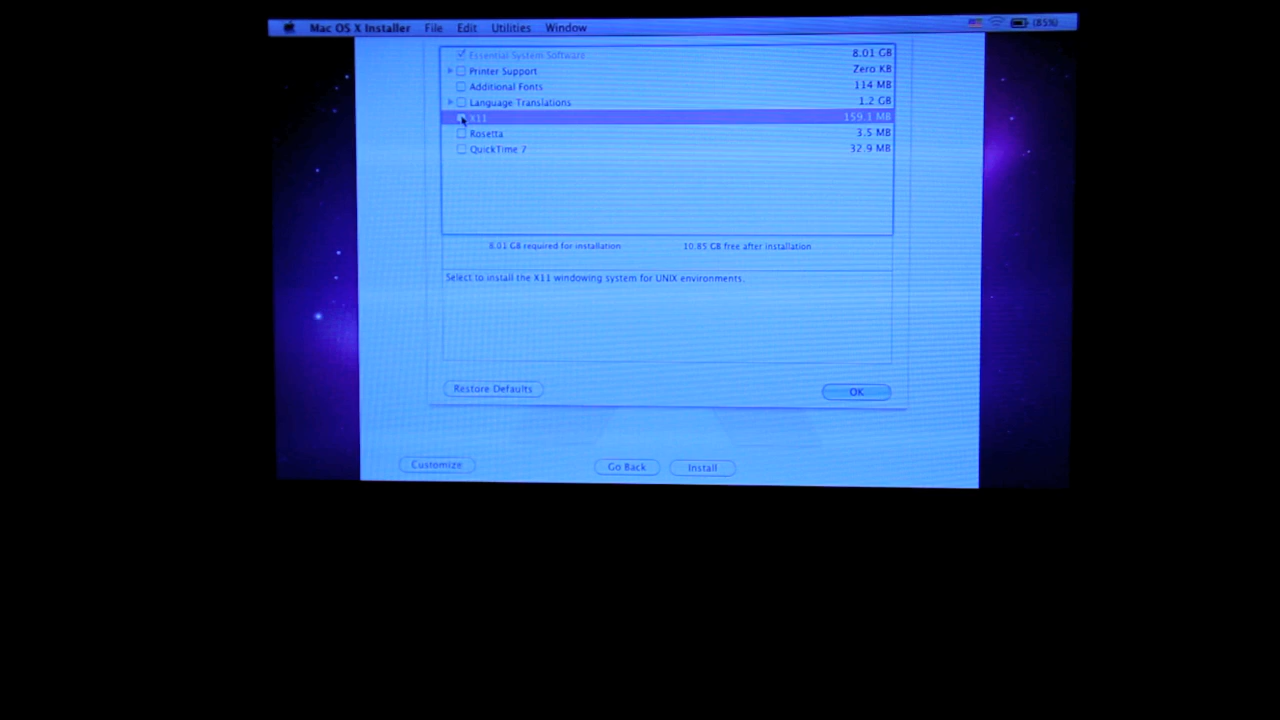 Mac OS X Installer File Edit Utilities Window (85%)
Essential System Software 8.01 GB
Printer Support Zero KB
Additional Fonts 114 MB
Language Translations 1.2 GB
X11 159.1 MB
Rosetta 3.5 MB
QuickTime 7 32.9 MB
8.01 GB required for installation 10.85 GB free after installation
Select to install the X11 windowing system for UNIX environments.
Restore Defaults OK
Customize Go Back Install